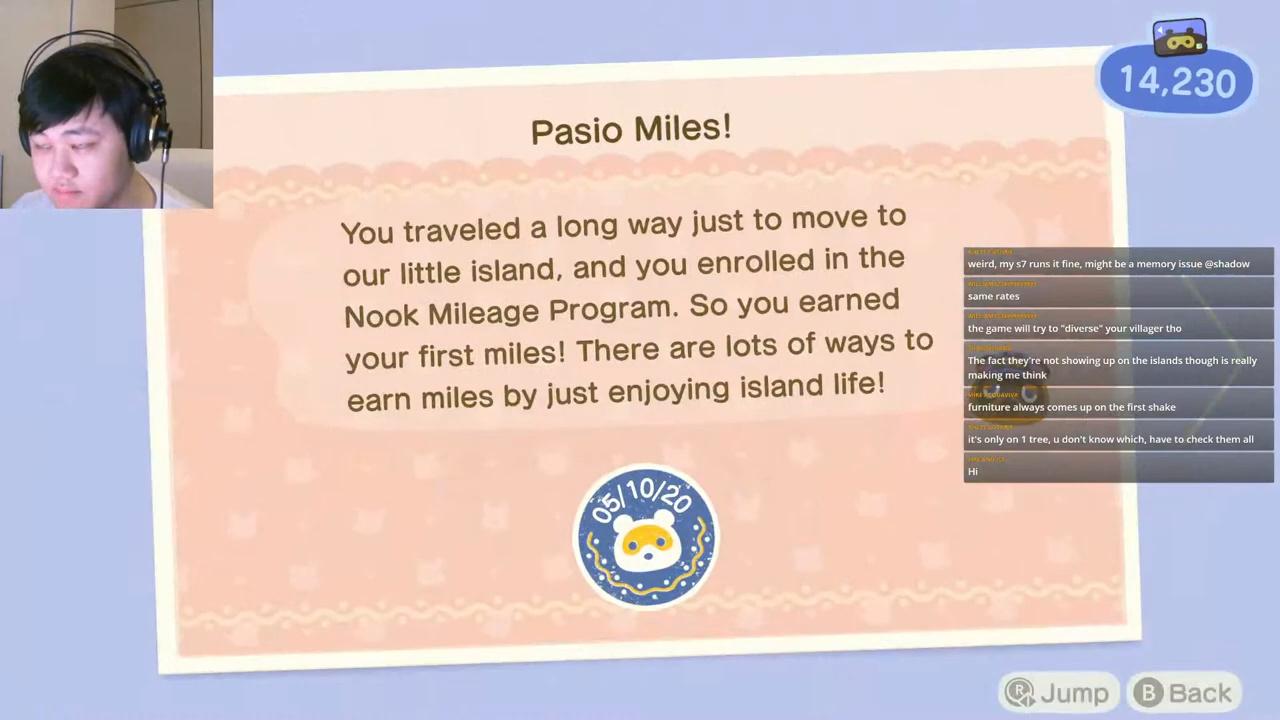 14,230
Pasio Miles!
You traveled a long way just to move to
our little island, and you enrolled in the
Nook Mileage Program. So you earned
your first miles! There are lots of ways to
earn miles by just enjoying island life!
05/10/20
weird, my s7 runs it fine, might be a memory issue @shadow
same rates
the game will try to "diverse" your villager tho
The fact they're not showing up on the islands though is really
making me think
furniture always comes up on the first shake
it's only on 1 tree, u don't know which, have to check them all
Hi
R Jump
B Back